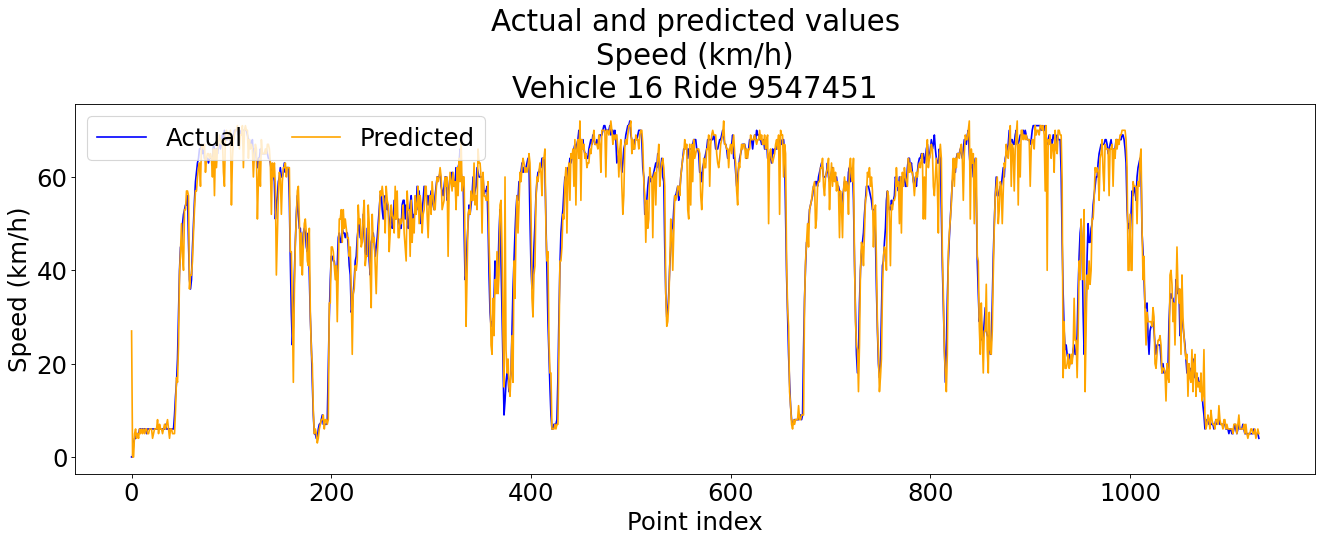 Actual and predicted values
Speed (km/h)
Vehicle 16 Ride 9547451
Actual Predicted
60
40
20
0
Speed (km/h)
0 200 400 600 800 1000
Point index